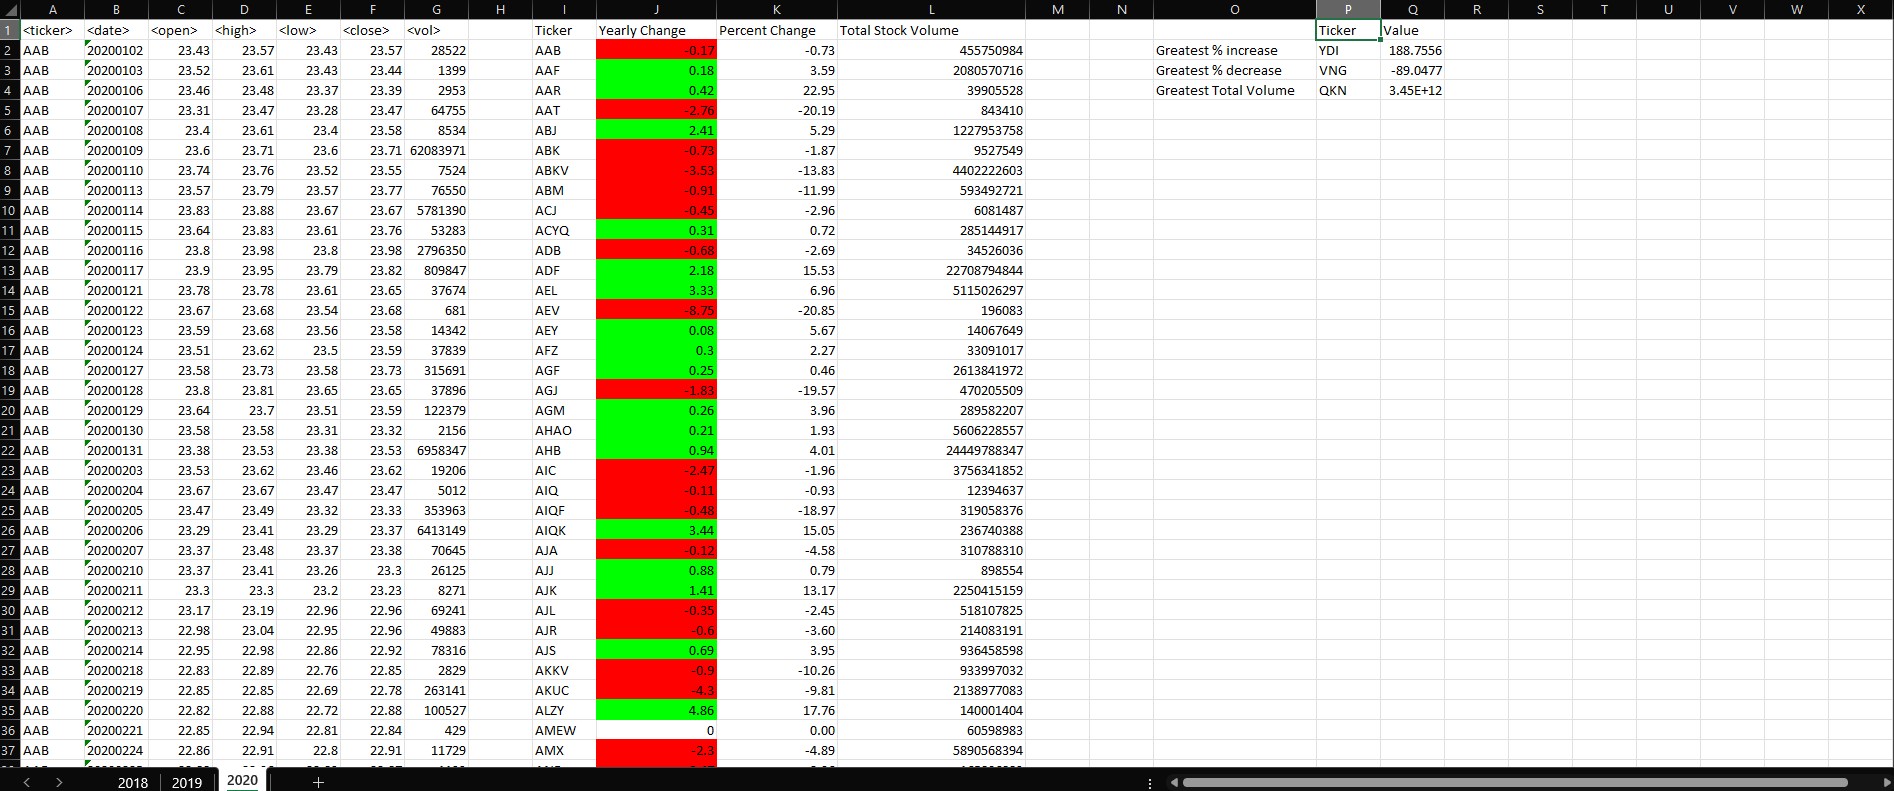 A B C D E F G H I J K L M N O P Q R S T U V W X
1 <ticker> <date> <open> <high> <low> <close> <vol> Ticker Yearly Change Percent Change Total Stock Volume Ticker Value
2 AAB 20200102 23.43 23.57 23.43 23.57 28522 AAB -0.17 -0.73 455750984 Greatest % increase YDI 188.7556
3 AAB 20200103 23.52 23.61 23.43 23.44 1399 AAF 0.18 3.59 2080570716 Greatest % decrease VNG -89.0477
4 AAB 20200106 23.46 23.48 23.37 23.39 2953 AAR 0.42 22.95 39905528 Greatest Total Volume QKN 3.45E+12
5 AAB 20200107 23.31 23.47 23.28 23.47 64755 AAT -2.76 -20.19 843410
6 AAB 20200108 23.4 23.61 23.4 23.58 8534 ABJ 2.41 5.29 1227953758
7 AAB 20200109 23.6 23.71 23.6 23.71 62083971 ABK -0.73 -1.87 9527549
8 AAB 20200110 23.74 23.76 23.52 23.55 7524 ABKV -3.53 -13.83 4402222603
9 AAB 20200113 23.57 23.79 23.57 23.77 76550 ABM -0.91 -11.99 593492721
10 AAB 20200114 23.83 23.88 23.67 23.67 5781390 ACJ -0.45 -2.96 6081487
11 AAB 20200115 23.64 23.83 23.61 23.76 53283 ACYQ 0.31 0.72 285144917
12 AAB 20200116 23.8 23.98 23.8 23.98 2796350 ADB -0.68 -2.69 34526036
13 AAB 20200117 23.9 23.95 23.79 23.82 809847 ADF 2.18 15.53 22708794844
14 AAB 20200121 23.78 23.78 23.61 23.65 37674 AEL 3.33 6.96 5115026297
15 AAB 20200122 23.67 23.68 23.54 23.68 681 AEV -8.75 -20.85 196083
16 AAB 20200123 23.59 23.68 23.56 23.58 14342 AEY 0.08 5.67 14067649
17 AAB 20200124 23.51 23.62 23.5 23.59 37839 AFZ 0.3 2.27 33091017
18 AAB 20200127 23.58 23.73 23.58 23.73 315691 AGF 0.25 0.46 2613841972
19 AAB 20200128 23.8 23.81 23.65 23.65 37896 AGJ -1.83 -19.57 470205509
20 AAB 20200129 23.64 23.7 23.51 23.59 122379 AGM 0.26 3.96 289582207
21 AAB 20200130 23.58 23.58 23.31 23.32 2156 AHAO 0.21 1.93 5606228557
22 AAB 20200131 23.38 23.53 23.38 23.53 6958347 AHB 0.94 4.01 24449788347
23 AAB 20200203 23.53 23.62 23.46 23.62 19206 AIC -2.47 -1.96 3756341852
24 AAB 20200204 23.67 23.67 23.47 23.47 5012 AIQ -0.11 -0.93 12394637
25 AAB 20200205 23.47 23.49 23.32 23.33 353963 AIQF -0.48 -18.97 319058376
26 AAB 20200206 23.29 23.41 23.29 23.37 6413149 AIQK 3.44 15.05 236740388
27 AAB 20200207 23.37 23.48 23.37 23.38 70645 AJA -0.12 -4.58 310788310
28 AAB 20200210 23.37 23.41 23.26 23.3 26125 AJJ 0.88 0.79 898554
29 AAB 20200211 23.3 23.3 23.2 23.23 8271 AJK 1.41 13.17 2250415159
30 AAB 20200212 23.17 23.19 22.96 22.96 69241 AJL -0.35 -2.45 518107825
31 AAB 20200213 22.98 23.04 22.95 22.96 49883 AJR -0.6 -3.60 214083191
32 AAB 20200214 22.95 22.98 22.86 22.92 78316 AJS 0.69 3.95 936458598
33 AAB 20200218 22.83 22.89 22.76 22.85 2829 AKKV -0.9 -10.26 933997032
34 AAB 20200219 22.85 22.85 22.69 22.78 263141 AKUC -4.3 -9.81 2138977083
35 AAB 20200220 22.82 22.88 22.72 22.88 100527 ALZY 4.86 17.76 140001404
36 AAB 20200221 22.85 22.94 22.81 22.84 429 AMEW 0 0.00 60598983
37 AAB 20200224 22.86 22.91 22.8 22.91 11729 AMX -2.3 -4.89 5890568394
2018 2019 2020 +